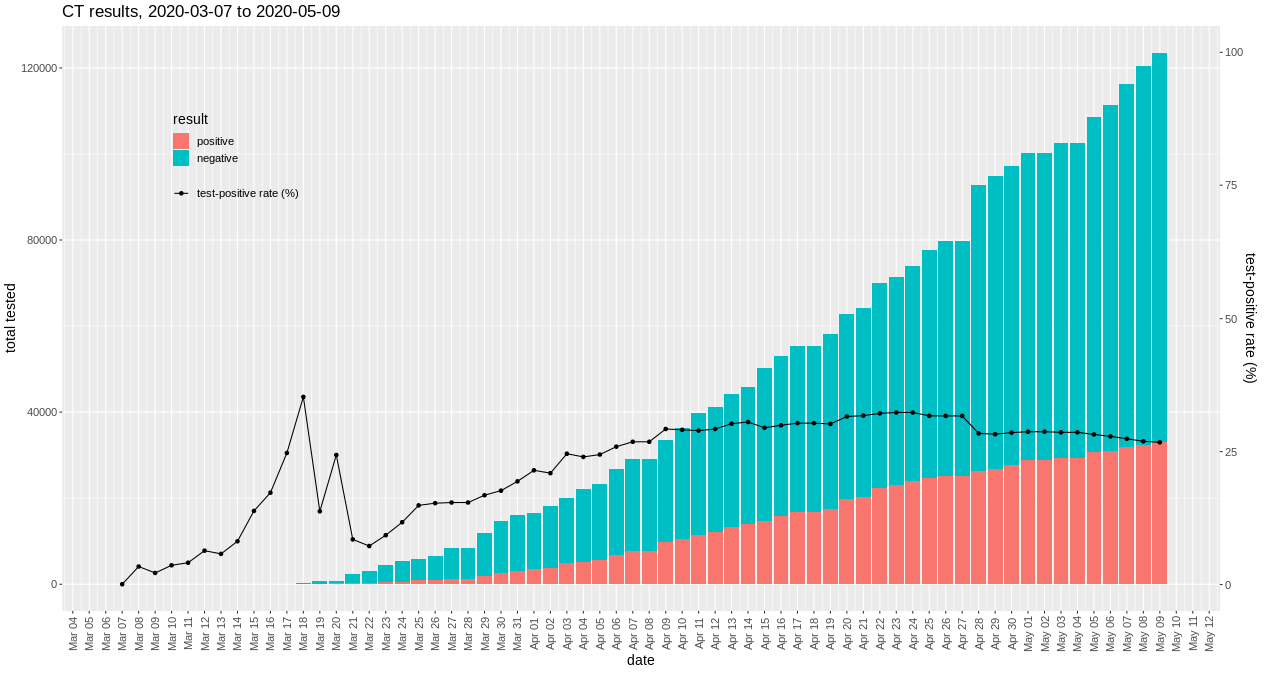 CT results, 2020-03-07 to 2020-05-09
120000
80000
40000
0
total tested
result
positive
negative
test-positive rate (%)
100
75
50
25
0
test-positive rate (%)
Mar 04
Mar 05
Mar 06
Mar 07
Mar 08
Mar 09
Mar 10
Mar 11
Mar 12
Mar 13
Mar 14
Mar 15
Mar 16
Mar 17
Mar 18
Mar 19
Mar 20
Mar 21
Mar 22
Mar 23
Mar 24
Mar 25
Mar 26
Mar 27
Mar 28
Mar 29
Mar 30
Mar 31
Apr 01
Apr 02
Apr 03
Apr 04
Apr 05
Apr 06
Apr 07
Apr 08
Apr 09
Apr 10
Apr 11
Apr 12
Apr 13
Apr 14
Apr 15
Apr 16
Apr 17
Apr 18
Apr 19
Apr 20
Apr 21
Apr 22
Apr 23
Apr 24
Apr 25
Apr 26
Apr 27
Apr 28
Apr 29
Apr 30
May 01
May 02
May 03
May 04
May 05
May 06
May 07
May 08
May 09
May 10
May 11
May 12
date